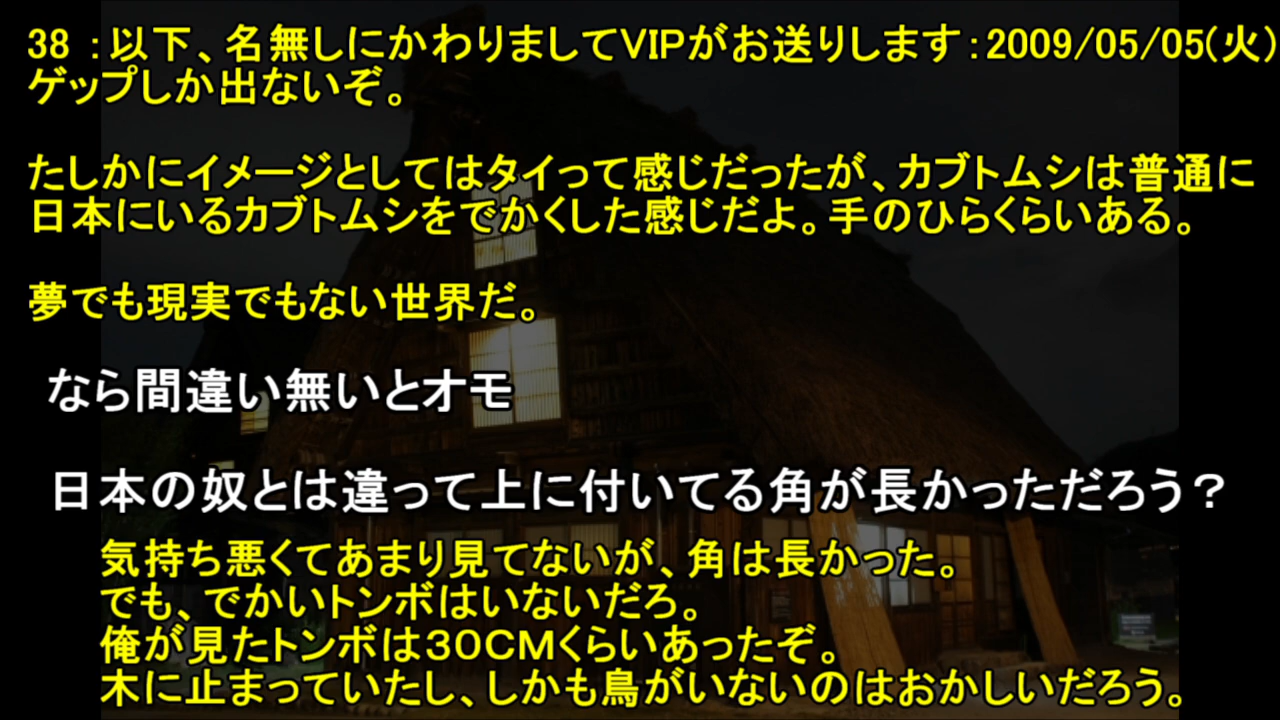 38 ：以下、名無しにかわりましてVIPがお送りします：2009/05/05(火)
ゲップしか出ないぞ。
たしかにイメージとしてはタイって感じだったが、カブトムシは普通に
日本にいるカブトムシをでかくした感じだよ。手のひらくらいある。
夢でも現実でもない世界だ。
なら間違い無いとオモ
日本の奴とは違って上に付いてる角が長かっただろう？
気持ち悪くてあまり見てないが、角は長かった。
でも、でかいトンボはいないだろ。
俺が見たトンボは３０ＣＭくらいあったぞ。
木に止まっていたし、しかも鳥がいないのはおかしいだろう。